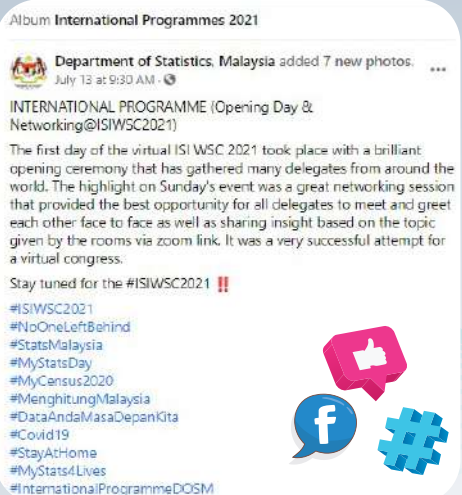 Album International Programmes 2021
Department of Statistics, Malaysia added 7 new photos.
July 13 at 9:30 AM ·
INTERNATIONAL PROGRAMME (Opening Day &
Networking@ISIWSC2021)
The first day of the virtual ISI WSC 2021 took place with a brilliant
opening ceremony that has gathered many delegates from around the
world. The highlight on Sunday's event was a great networking session
that provided the best opportunity for all delegates to meet and greet
each other face to face as well as sharing insight based on the topic
given by the rooms via zoom link. It was a very successful attempt for
a virtual congress.
Stay tuned for the #ISIWSC2021 ‼
#ISIWSC2021
#NoOneLeftBehind
#StatsMalaysia
#MyStatsDay
#MyCensus2020
#MenghitungMalaysia
#DataAndaMasaDepanKita
#Covid19
#StayAtHome
#MyStats4Lives
#InternationalProgrammeDOSM
f
#